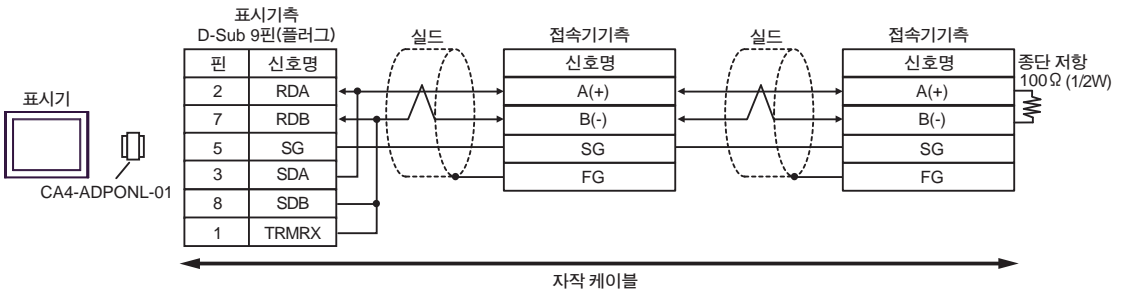 표시기측
D-Sub 9핀(플러그)
핀 신호명
2 RDA
7 RDB
5 SG
3 SDA
8 SDB
1 TRMRX
표시기
CA4-ADPONL-01
실드
접속기기측
신호명
A(+)
B(-)
SG
FG
실드
접속기기측
신호명
A(+)
B(-)
SG
FG
종단 저항
100Ω (1/2W)
자작 케이블